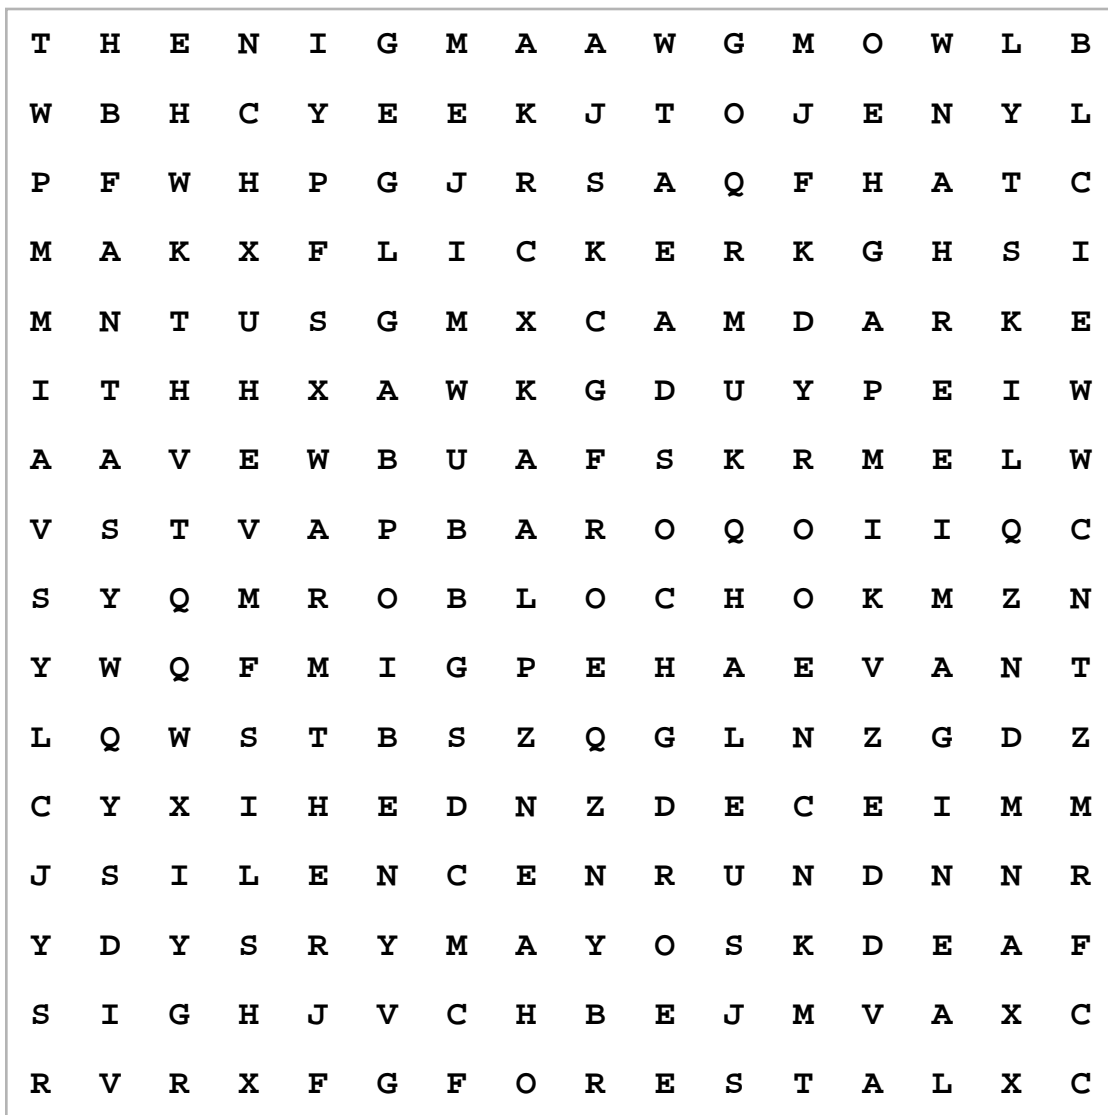 T H E N I G M A A W G M O W L B
W B H C Y E E K J T O J E N Y L
P F W H P G J R S A Q F H A T C
M A K X F L I C K E R K G H S I
M N T U S G M X C A M D A R K E
I T H H X A W K G D U Y P E I W
A A V E W B U A F S K R M E L W
V S T V A P B A R O Q O I I Q C
S Y Q M R O B L O C H O K M Z N
Y W Q F M I G P E H A E V A N T
L Q W S T B S Z Q G L N Z G D Z
C Y X I H E D N Z D E C E I M M
J S I L E N C E N R U N D N N R
Y D Y S R Y M A Y O S K D E A F
S I G H J V C H B E J M V A X C
R V R X F G F O R E S T A L X C